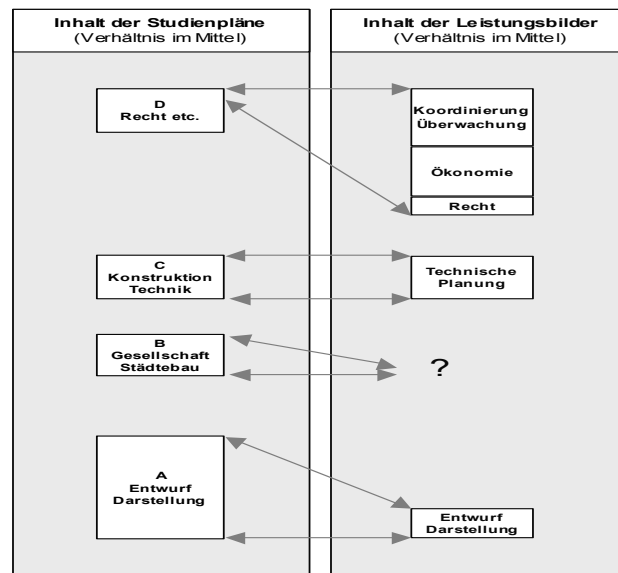 Inhalt der Studienpläne
(Verhältnis im Mittel)
D
Recht etc.
C
Konstruktion
Technik
B
Gesellschaft
Städtebau
A
Entwurf
Darstellung
Inhalt der Leistungsbilder
(Verhältnis im Mittel)
Koordinierung
Überwachung
Ökonomie
Recht
Technische
Planung
?
Entwurf
Darstellung